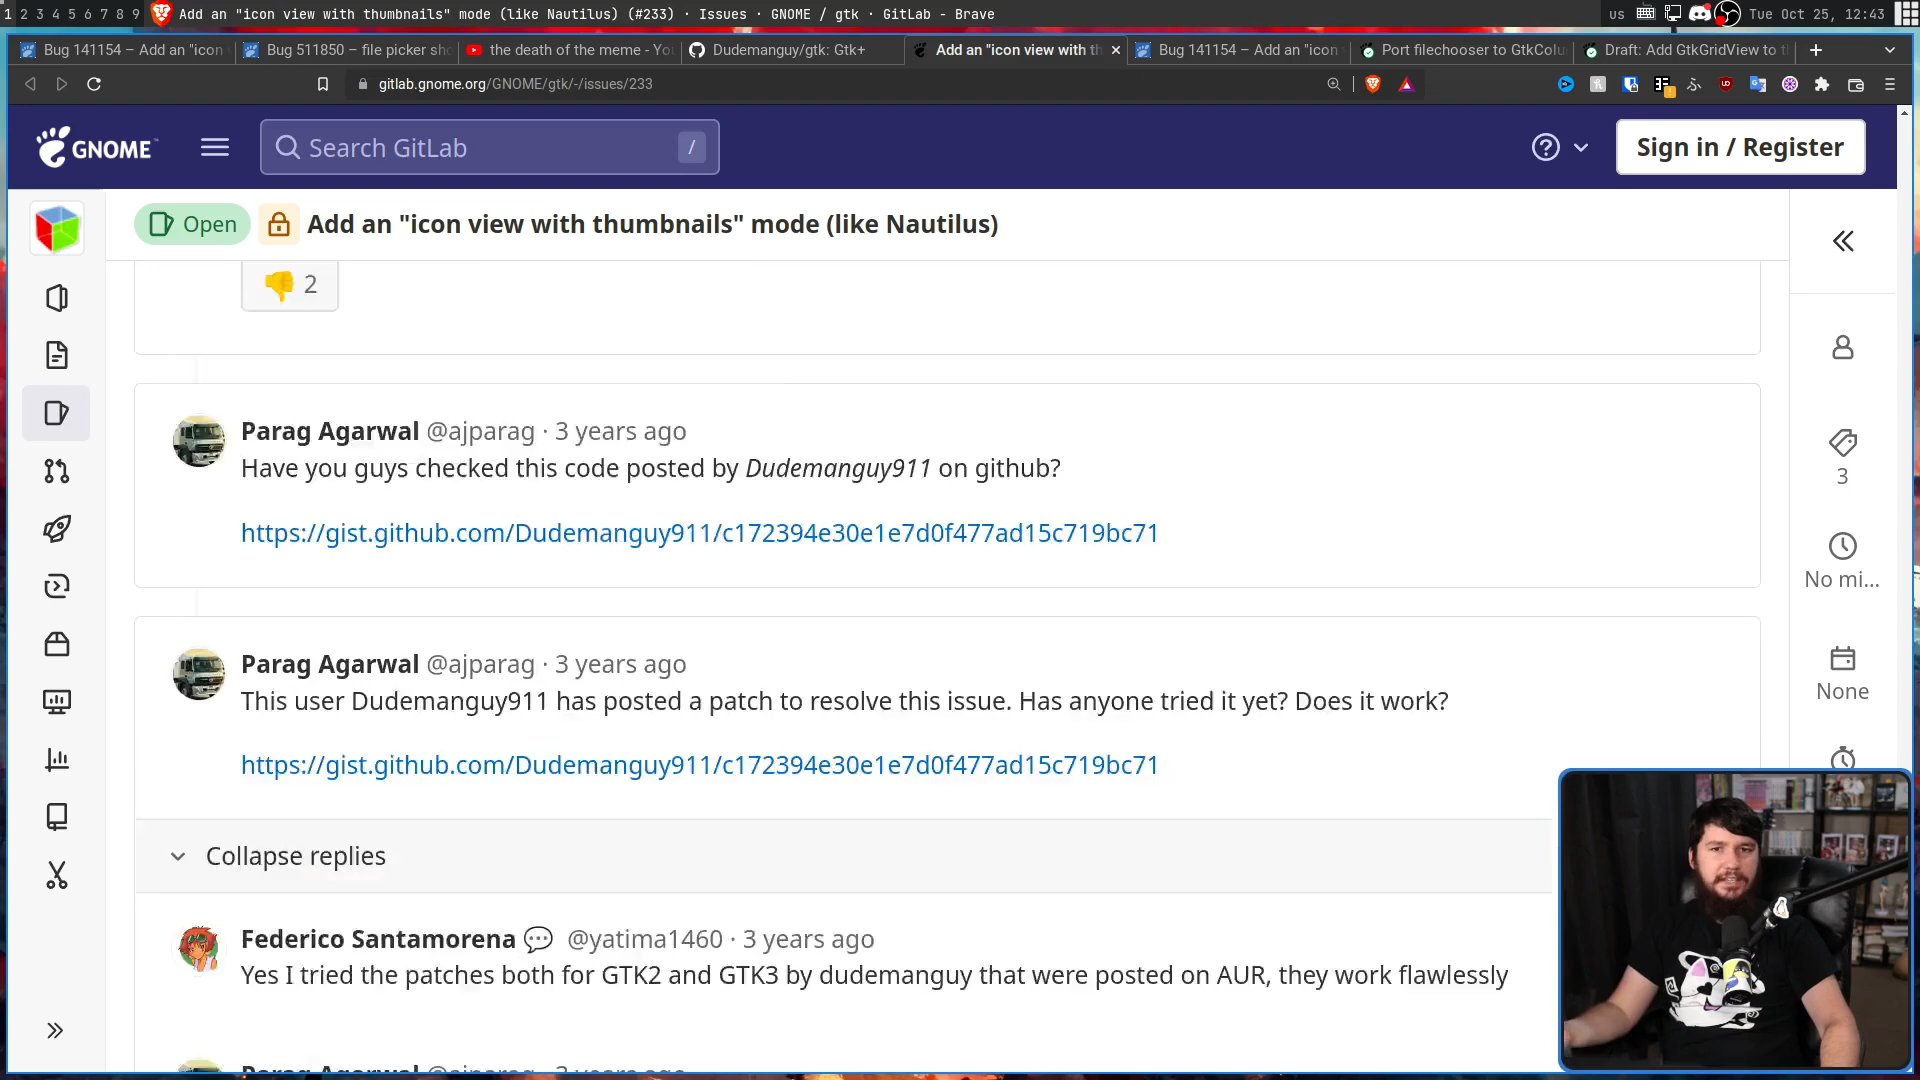 1 2 3 4 5 6 7 8 9 Add an "icon view with thumbnails" mode (like Nautilus) (#233) · Issues · GNOME / gtk · GitLab - Brave us Tue Oct 25, 12:43
Bug 141154 – Add an "icon Bug 511850 – file picker sho the death of the meme - Yo Dudemanguy/gtk: Gtk+ Add an "icon view with th Bug 141154 – Add an "icon Port filechooser to GtkColu Draft: Add GtkGridView to t
gitlab.gnome.org/GNOME/gtk/-/issues/233
GNOME Search GitLab / Sign in / Register
Open Add an "icon view with thumbnails" mode (like Nautilus)
2
Parag Agarwal @ajparag · 3 years ago
Have you guys checked this code posted by Dudemanguy911 on github?
https://gist.github.com/Dudemanguy911/c172394e30e1e7d0f477ad15c719bc71
3
No mi...
Parag Agarwal @ajparag · 3 years ago
This user Dudemanguy911 has posted a patch to resolve this issue. Has anyone tried it yet? Does it work?
None
https://gist.github.com/Dudemanguy911/c172394e30e1e7d0f477ad15c719bc71
Collapse replies
Federico Santamorena @yatima1460 · 3 years ago
Yes I tried the patches both for GTK2 and GTK3 by dudemanguy that were posted on AUR, they work flawlessly
Parag Agarwal @ajparag · 3 years ago